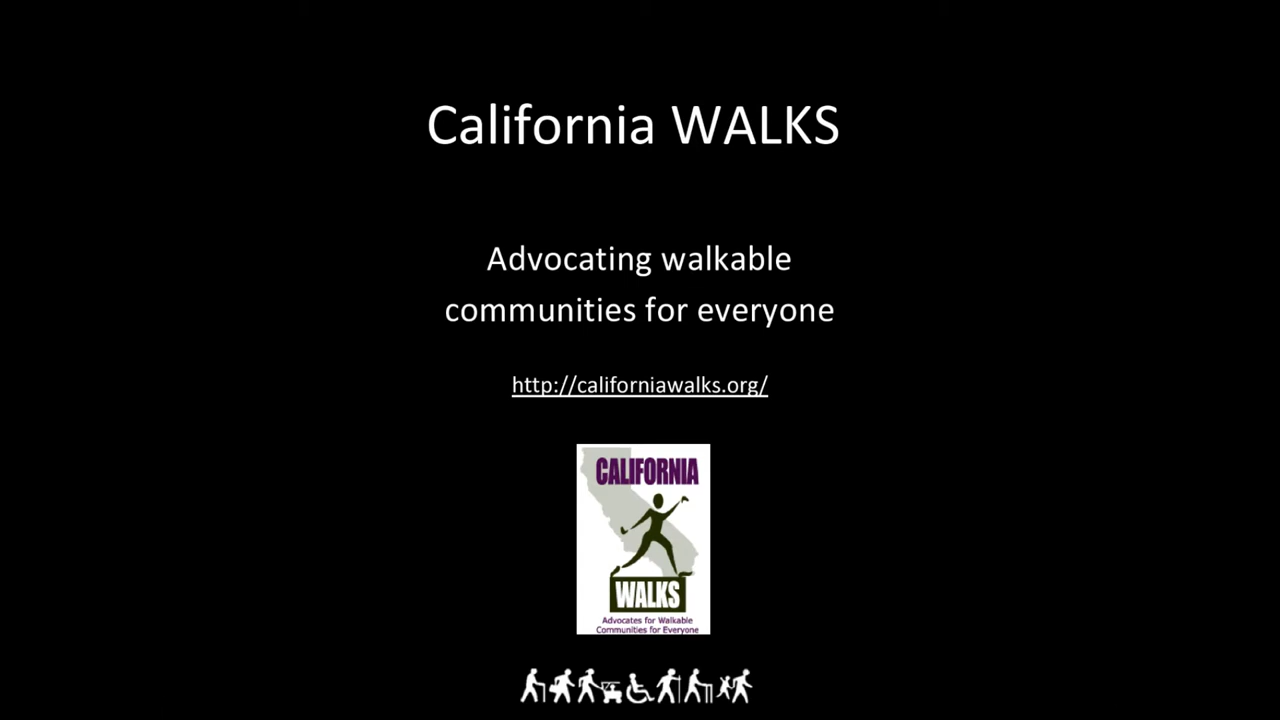 California WALKS
Advocating walkable
communities for everyone
http://californiawalks.org/
CALIFORNIA
WALKS
Advocates for Walkable
Communities for Everyone